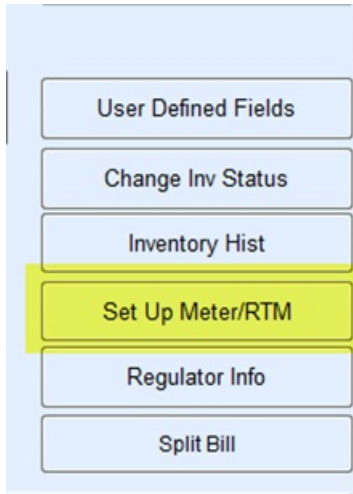 User Defined Fields
Change Inv Status
Inventory Hist
Set Up Meter/RTM
Regulator Info
Split Bill